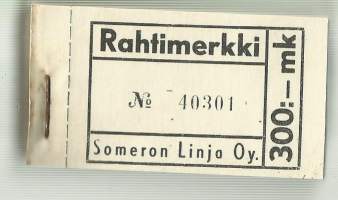 Rahtimerkki
№ 40301
Someron Linja Oy.
300:—mk